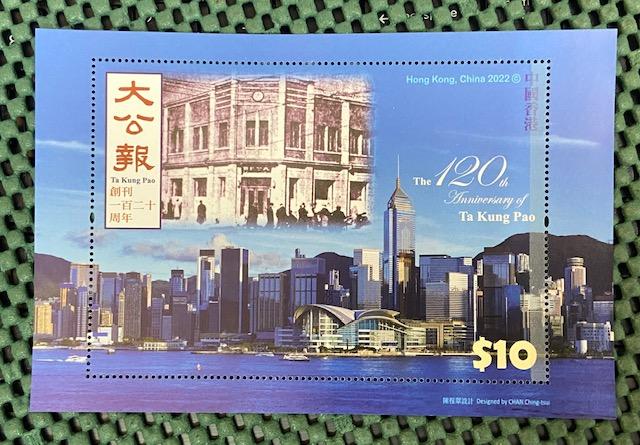 Hong Kong, China 2022 ©
中國香港
大公報
Ta Kung Pao
創刊
一百二十
周年
The 120th
Anniversary of
Ta Kung Pao
$10
陳程翠設計 Designed by CHAN Ching-tsui